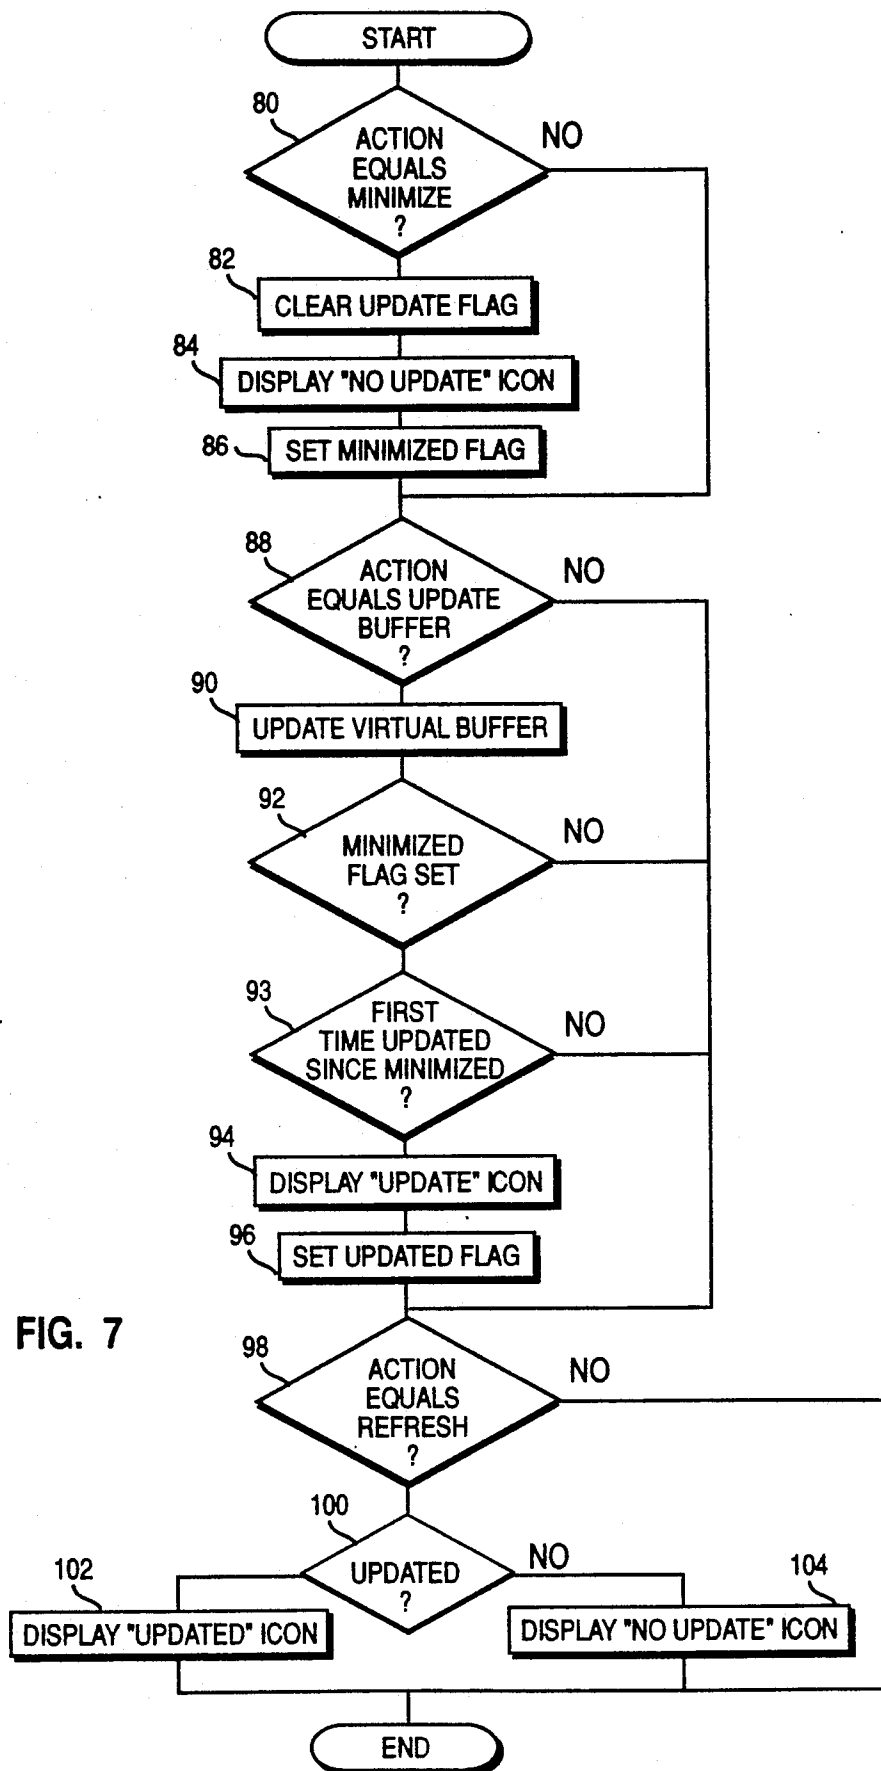 START
80
ACTION
EQUALS
MINIMIZE
?
NO
82
CLEAR UPDATE FLAG
84
DISPLAY "NO UPDATE" ICON
86
SET MINIMIZED FLAG
88
ACTION
EQUALS UPDATE
BUFFER
?
NO
90
UPDATE VIRTUAL BUFFER
92
MINIMIZED
FLAG SET
?
NO
93
FIRST
TIME UPDATED
SINCE MINIMIZED
?
NO
94
DISPLAY "UPDATE" ICON
96
SET UPDATED FLAG
FIG. 7
98
ACTION
EQUALS
REFRESH
?
NO
100
UPDATED
?
NO
102
DISPLAY "UPDATED" ICON
104
DISPLAY "NO UPDATE" ICON
END